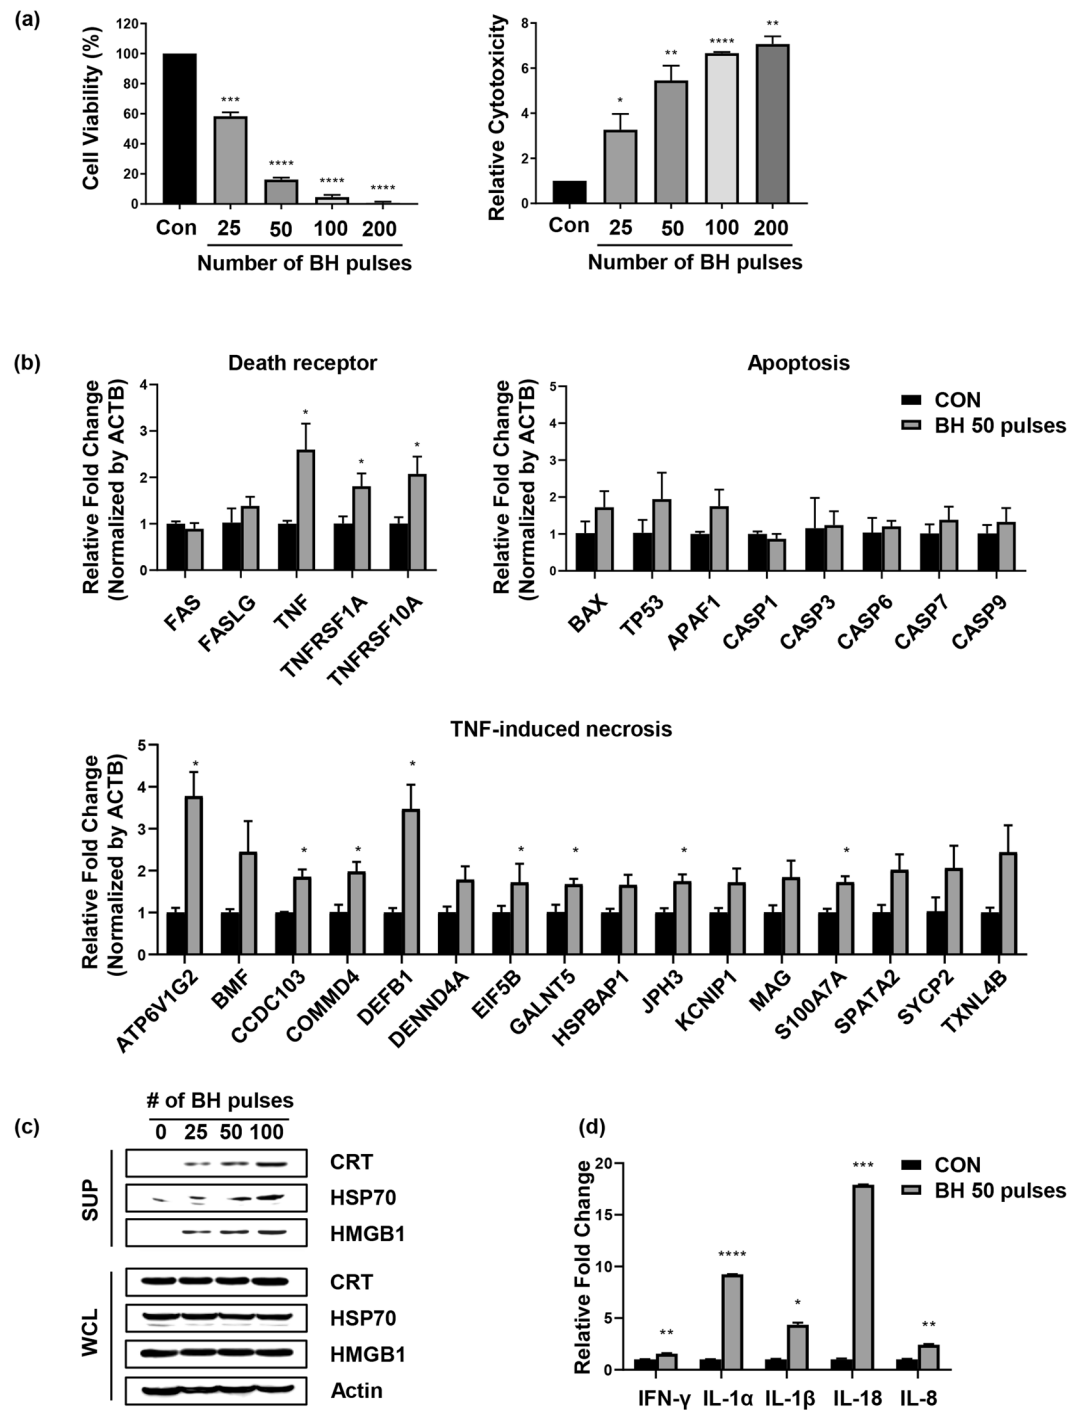 (a)
Cell Viability (%)
120
100
80
60
40
20
0
***
****
****
****
Con 25 50 100 200
Number of BH pulses
Relative Cytotoxicity
8
6
4
2
0
*
**
****
**
Con 25 50 100 200
Number of BH pulses
(b)
Death receptor
Relative Fold Change
(Normalized by ACTB)
4
3
2
1
0
*
*
*
FAS
FASLG
TNF
TNFRSF1A
TNFRSF10A
Apoptosis
Relative Fold Change
(Normalized by ACTB)
5
4
3
2
1
0
CON
BH 50 pulses
BAX
TP53
APAF1
CASP1
CASP3
CASP6
CASP7
CASP9
TNF-induced necrosis
Relative Fold Change
(Normalized by ACTB)
5
4
3
2
1
0
*
*
*
*
*
*
*
*
ATP6V1G2
BMF
CCDC103
COMMD4
DEFB1
DENND4A
EIF5B
GALNT5
HSPBAP1
JPH3
KCNIP1
MAG
S100A7A
SPATA2
SYCP2
TXNL4B
(c)
# of BH pulses
0 25 50 100
SUP
CRT
HSP70
HMGB1
WCL
CRT
HSP70
HMGB1
Actin
(d)
Relative Fold Change
20
15
10
5
0
CON
BH 50 pulses
**
****
*
***
**
IFN-γ IL-1α IL-1β IL-18 IL-8